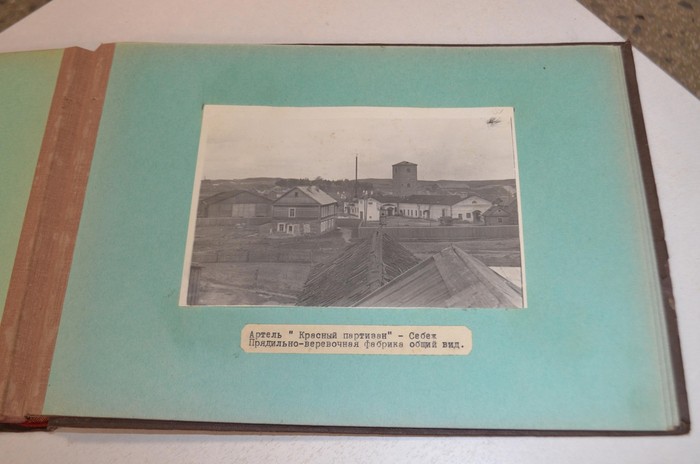 Артель " Красный партизан" - Себеж
Прядильно-веревочная фабрика общий вид.